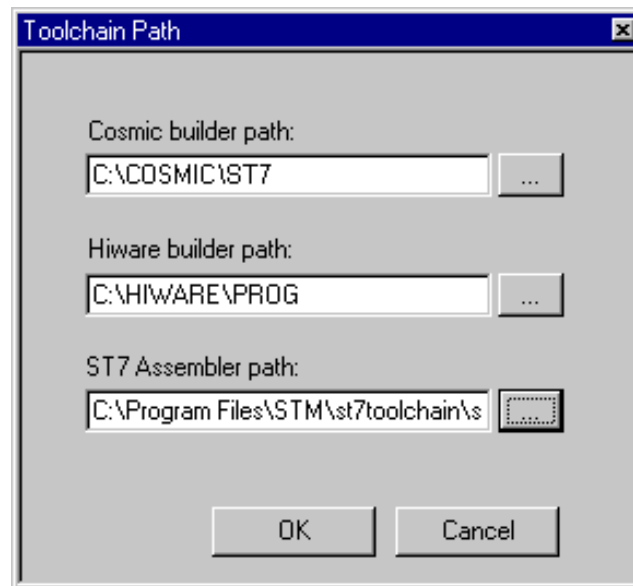 Toolchain Path
Cosmic builder path:
C:\COSMIC\ST7
...
Hiware builder path:
C:\HIWARE\PROG
...
ST7 Assembler path:
C:\Program Files\STM\st7toolchain\s
...
OK
Cancel